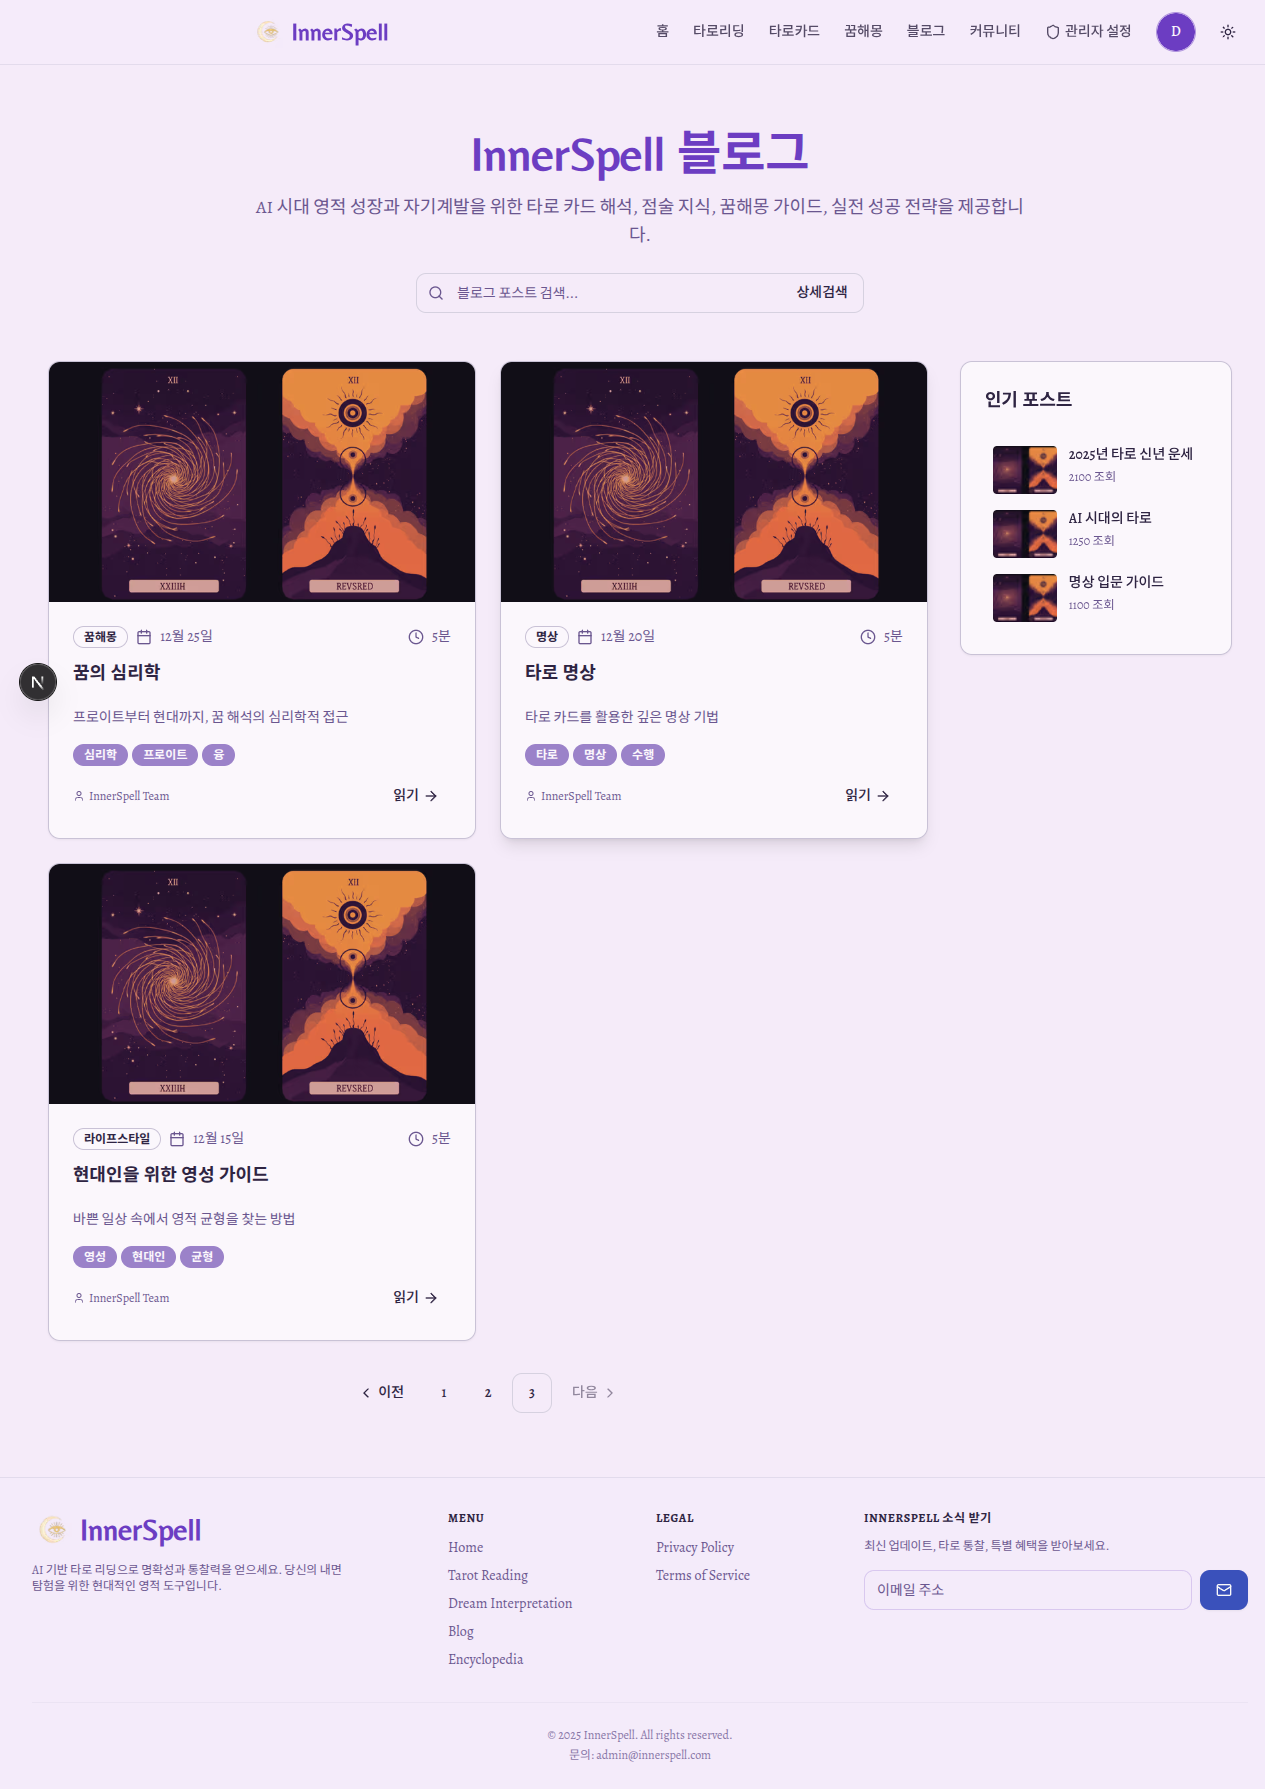 InnerSpell
홈 타로리딩 타로카드 꿈해몽 블로그 커뮤니티 관리자 설정 D
InnerSpell 블로그
AI 시대 영적 성장과 자기계발을 위한 타로 카드 해석, 점술 지식, 꿈해몽 가이드, 실전 성공 전략을 제공합니
다.
블로그 포스트 검색... 상세검색
XII XII
XXIIIH REVSRED
꿈해몽 12월 25일 5분
꿈의 심리학
프로이트부터 현대까지, 꿈 해석의 심리학적 접근
심리학 프로이트 융
InnerSpell Team 읽기
XII XII
XXIIIH REVSRED
명상 12월 20일 5분
타로 명상
타로 카드를 활용한 깊은 명상 기법
타로 명상 수행
InnerSpell Team 읽기
인기 포스트
2025년 타로 신년 운세
2100 조회
AI 시대의 타로
1250 조회
명상 입문 가이드
1100 조회
N
XII XII
XXIIIH REVSRED
라이프스타일 12월 15일 5분
현대인을 위한 영성 가이드
바쁜 일상 속에서 영적 균형을 찾는 방법
영성 현대인 균형
InnerSpell Team 읽기
이전 1 2 3 다음
InnerSpell
AI 기반 타로 리딩으로 명확성과 통찰력을 얻으세요. 당신의 내면
탐험을 위한 현대적인 영적 도구입니다.
MENU
Home
Tarot Reading
Dream Interpretation
Blog
Encyclopedia
LEGAL
Privacy Policy
Terms of Service
INNERSPELL 소식 받기
최신 업데이트, 타로 통찰, 특별 혜택을 받아보세요.
이메일 주소
© 2025 InnerSpell. All rights reserved.
문의: admin@innerspell.com